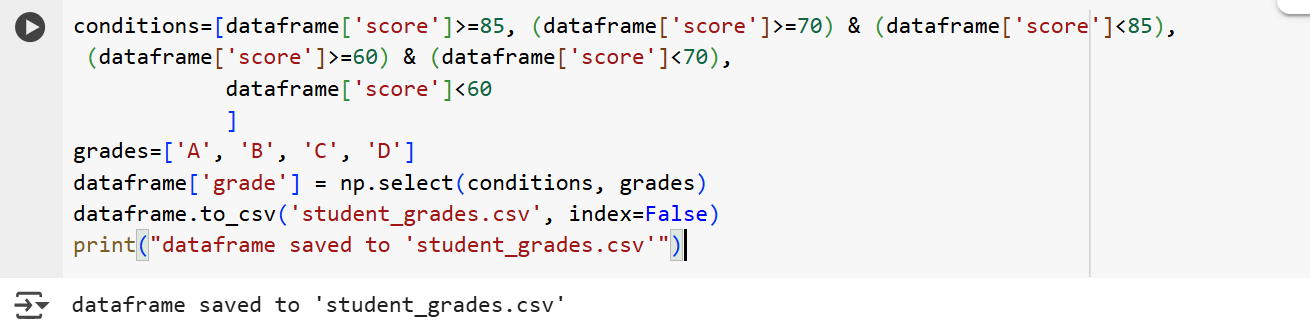 conditions=[dataframe['score']>=85, (dataframe['score']>=70) & (dataframe['score']<85),
(dataframe['score']>=60) & (dataframe['score']<70),
dataframe['score']<60
]
grades=['A', 'B', 'C', 'D']
dataframe['grade'] = np.select(conditions, grades)
dataframe.to_csv('student_grades.csv', index=False)
print("dataframe saved to 'student_grades.csv'")
dataframe saved to 'student_grades.csv'